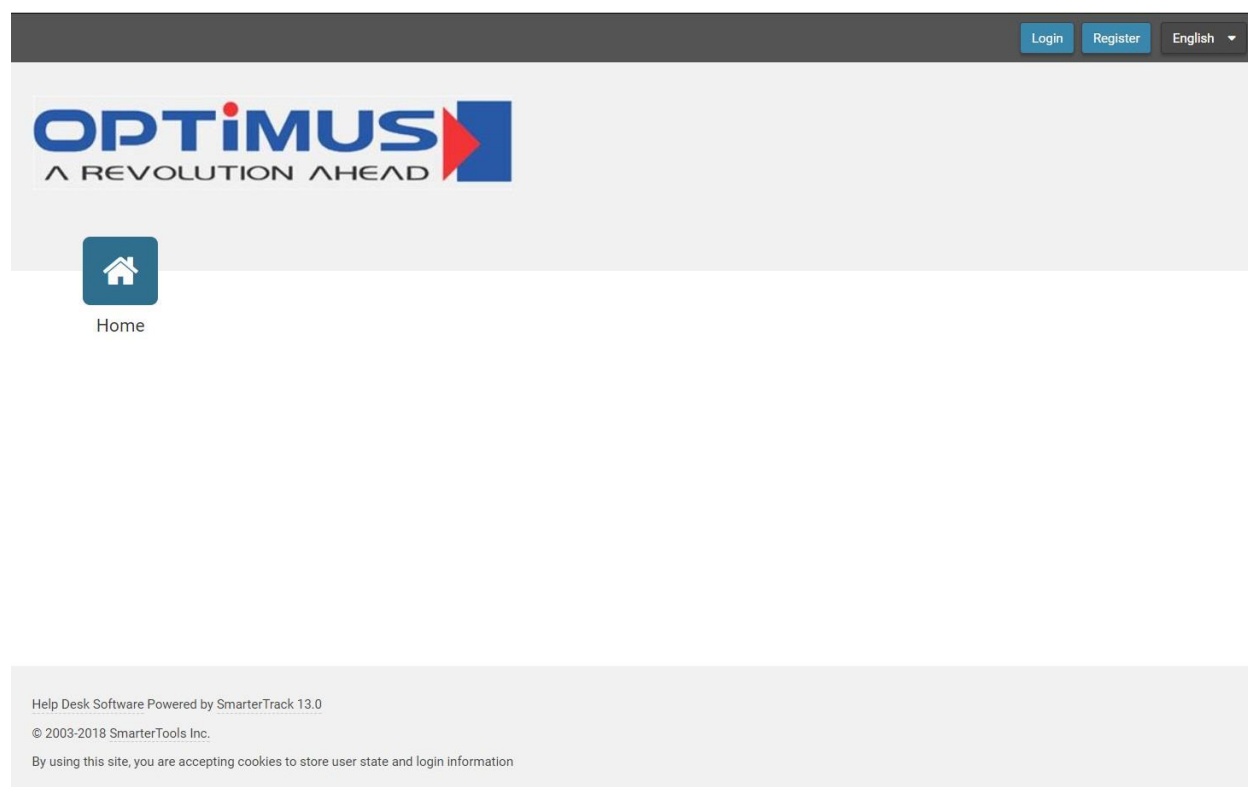 Login Register English
OPTiMUS
A REVOLUTION AHEAD
Home
Help Desk Software Powered by SmarterTrack 13.0
© 2003-2018 SmarterTools Inc.
By using this site, you are accepting cookies to store user state and login information